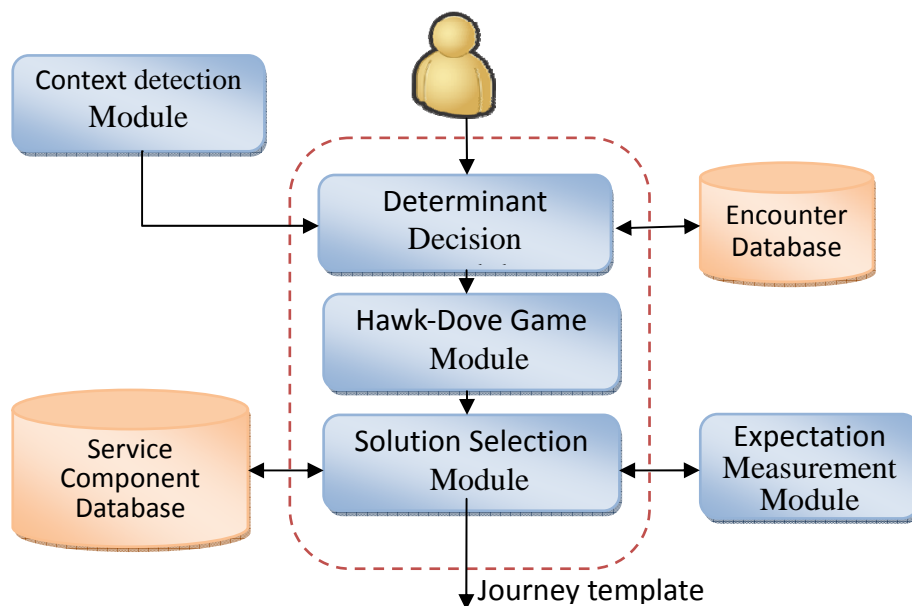 Context detection
Module
Determinant
Decision
Encounter
Database
Hawk-Dove Game
Module
Service
Component
Database
Solution Selection
Module
Expectation
Measurement
Module
Journey template